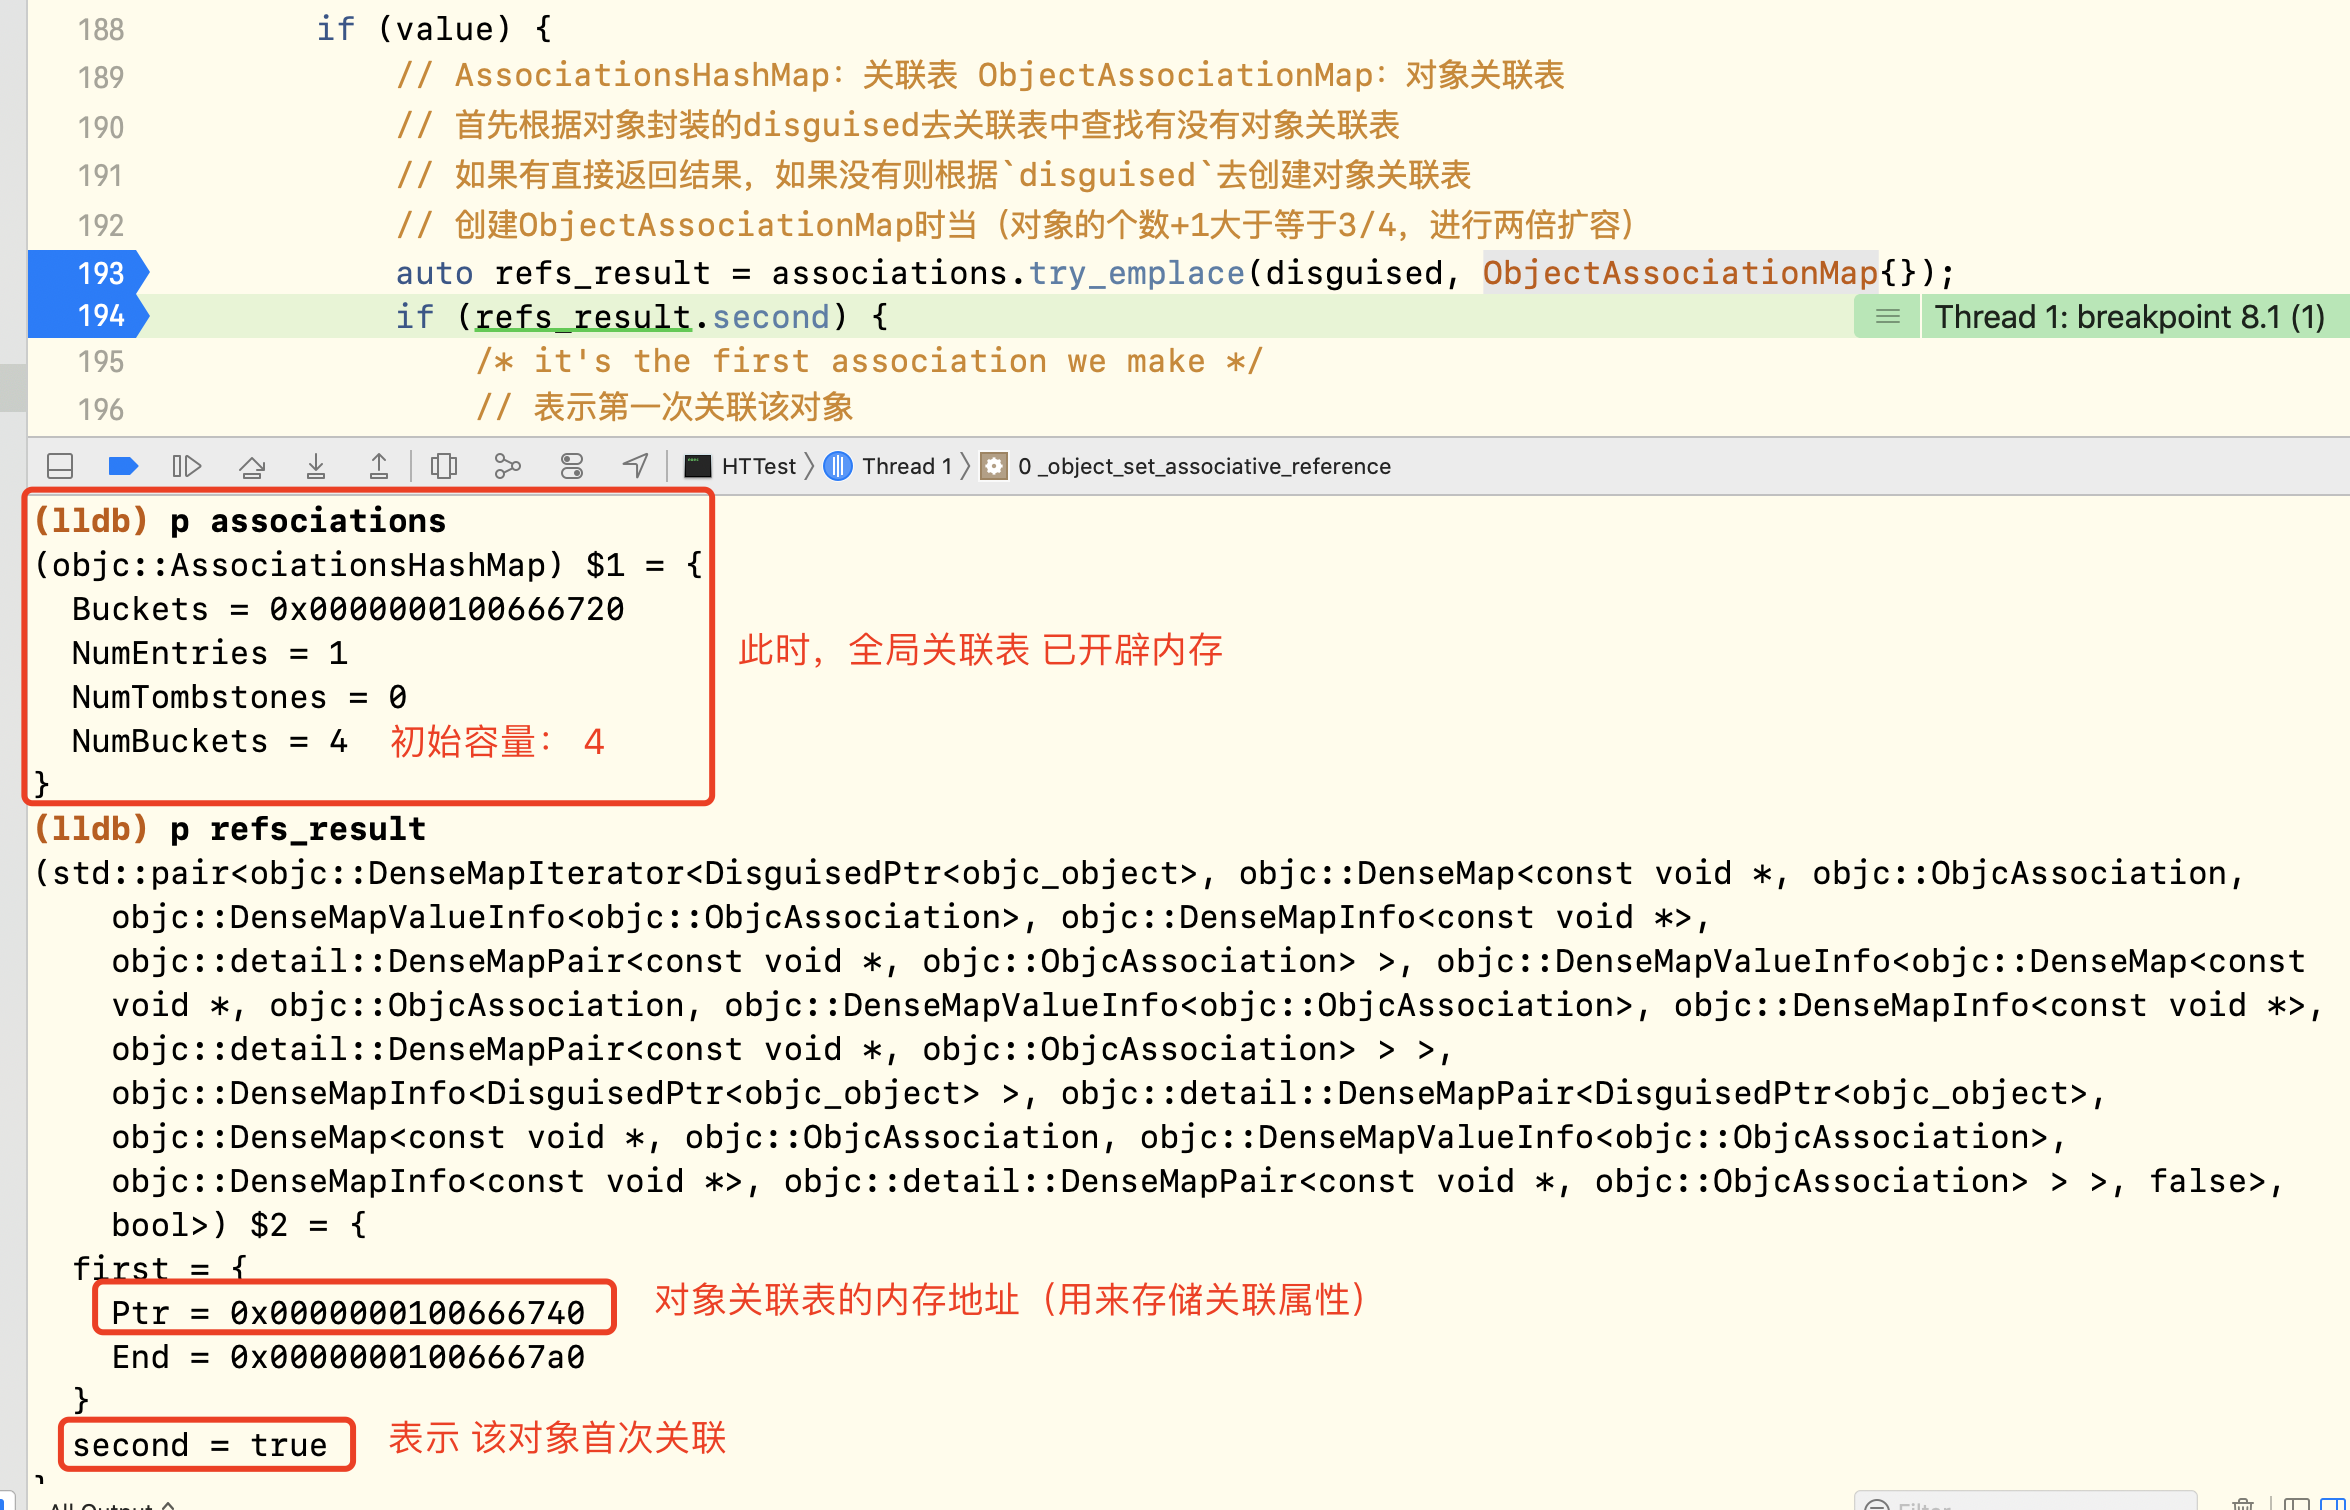 188 if (value) {
189 // AssociationsHashMap：关联表 ObjectAssociationMap：对象关联表
190 // 首先根据对象封装的disguised去关联表中查找有没有对象关联表
191 // 如果有直接返回结果，如果没有则根据`disguised`去创建对象关联表
192 // 创建ObjectAssociationMap时当（对象的个数+1大于等于3/4，进行两倍扩容）
193 auto refs_result = associations.try_emplace(disguised, ObjectAssociationMap{});
194 if (refs_result.second) { Thread 1: breakpoint 8.1 (1)
195 /* it's the first association we make */
196 // 表示第一次关联该对象
HTTest Thread 1 0 _object_set_associative_reference
(lldb) p associations
(objc::AssociationsHashMap) $1 = {
Buckets = 0x0000000100666720
NumEntries = 1
此时，全局关联表 已开辟内存
NumTombstones = 0
NumBuckets = 4 初始容量： 4
}
(lldb) p refs_result
(std::pair<objc::DenseMapIterator<DisguisedPtr<objc_object>, objc::DenseMap<const void *, objc::ObjcAssociation,
objc::DenseMapValueInfo<objc::ObjcAssociation>, objc::DenseMapInfo<const void *>,
objc::detail::DenseMapPair<const void *, objc::ObjcAssociation> >, objc::DenseMapValueInfo<objc::DenseMap<const
void *, objc::ObjcAssociation, objc::DenseMapValueInfo<objc::ObjcAssociation>, objc::DenseMapInfo<const void *>,
objc::detail::DenseMapPair<const void *, objc::ObjcAssociation> > >,
objc::DenseMapInfo<DisguisedPtr<objc_object> >, objc::detail::DenseMapPair<DisguisedPtr<objc_object>,
objc::DenseMap<const void *, objc::ObjcAssociation, objc::DenseMapValueInfo<objc::ObjcAssociation>,
objc::DenseMapInfo<const void *>, objc::detail::DenseMapPair<const void *, objc::ObjcAssociation> > >, false>,
bool>) $2 = {
first = {
Ptr = 0x0000000100666740 对象关联表的内存地址（用来存储关联属性）
End = 0x00000001006667a0
}
second = true 表示 该对象首次关联
}
All Output
Filter